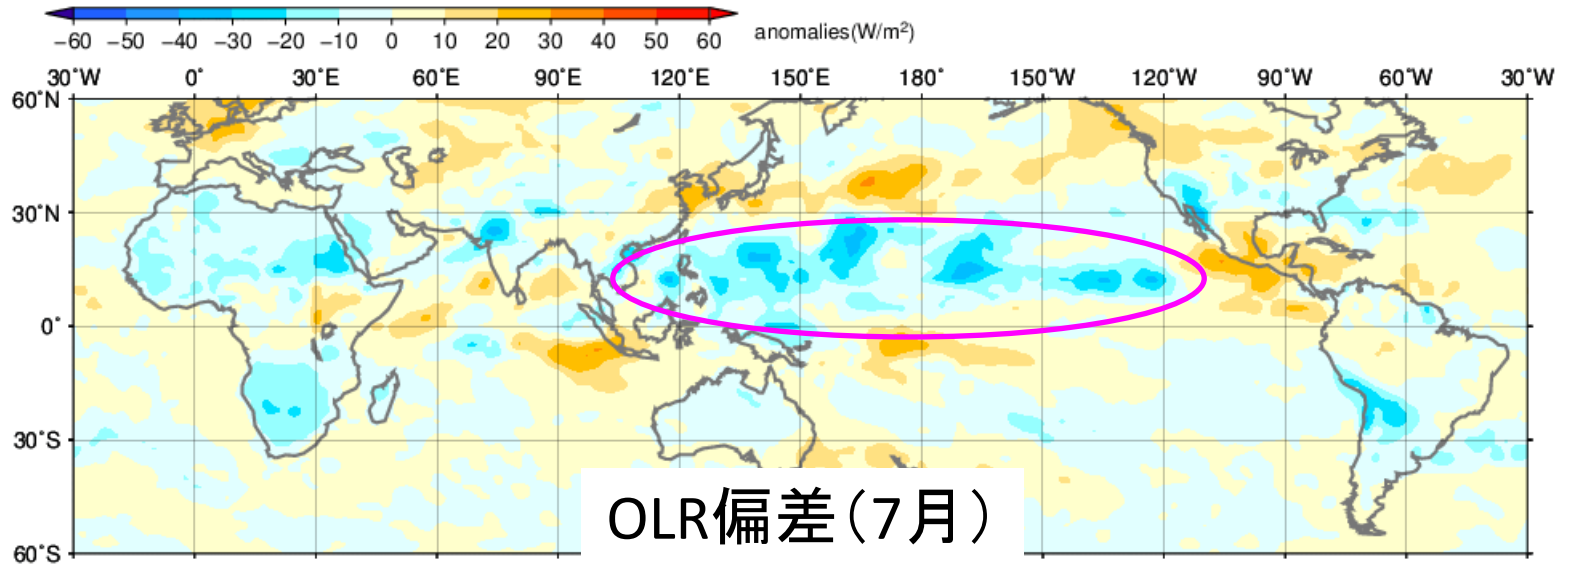 −60 −50 −40 −30 −20 −10 0 10 20 30 40 50 60 anomalies(W/m²)
30˚W 0˚ 30˚E 60˚E 90˚E 120˚E 150˚E 180˚ 150˚W 120˚W 90˚W 60˚W 30˚W
60˚N
30˚N
0˚
30˚S
60˚S
OLR偏差（7月）